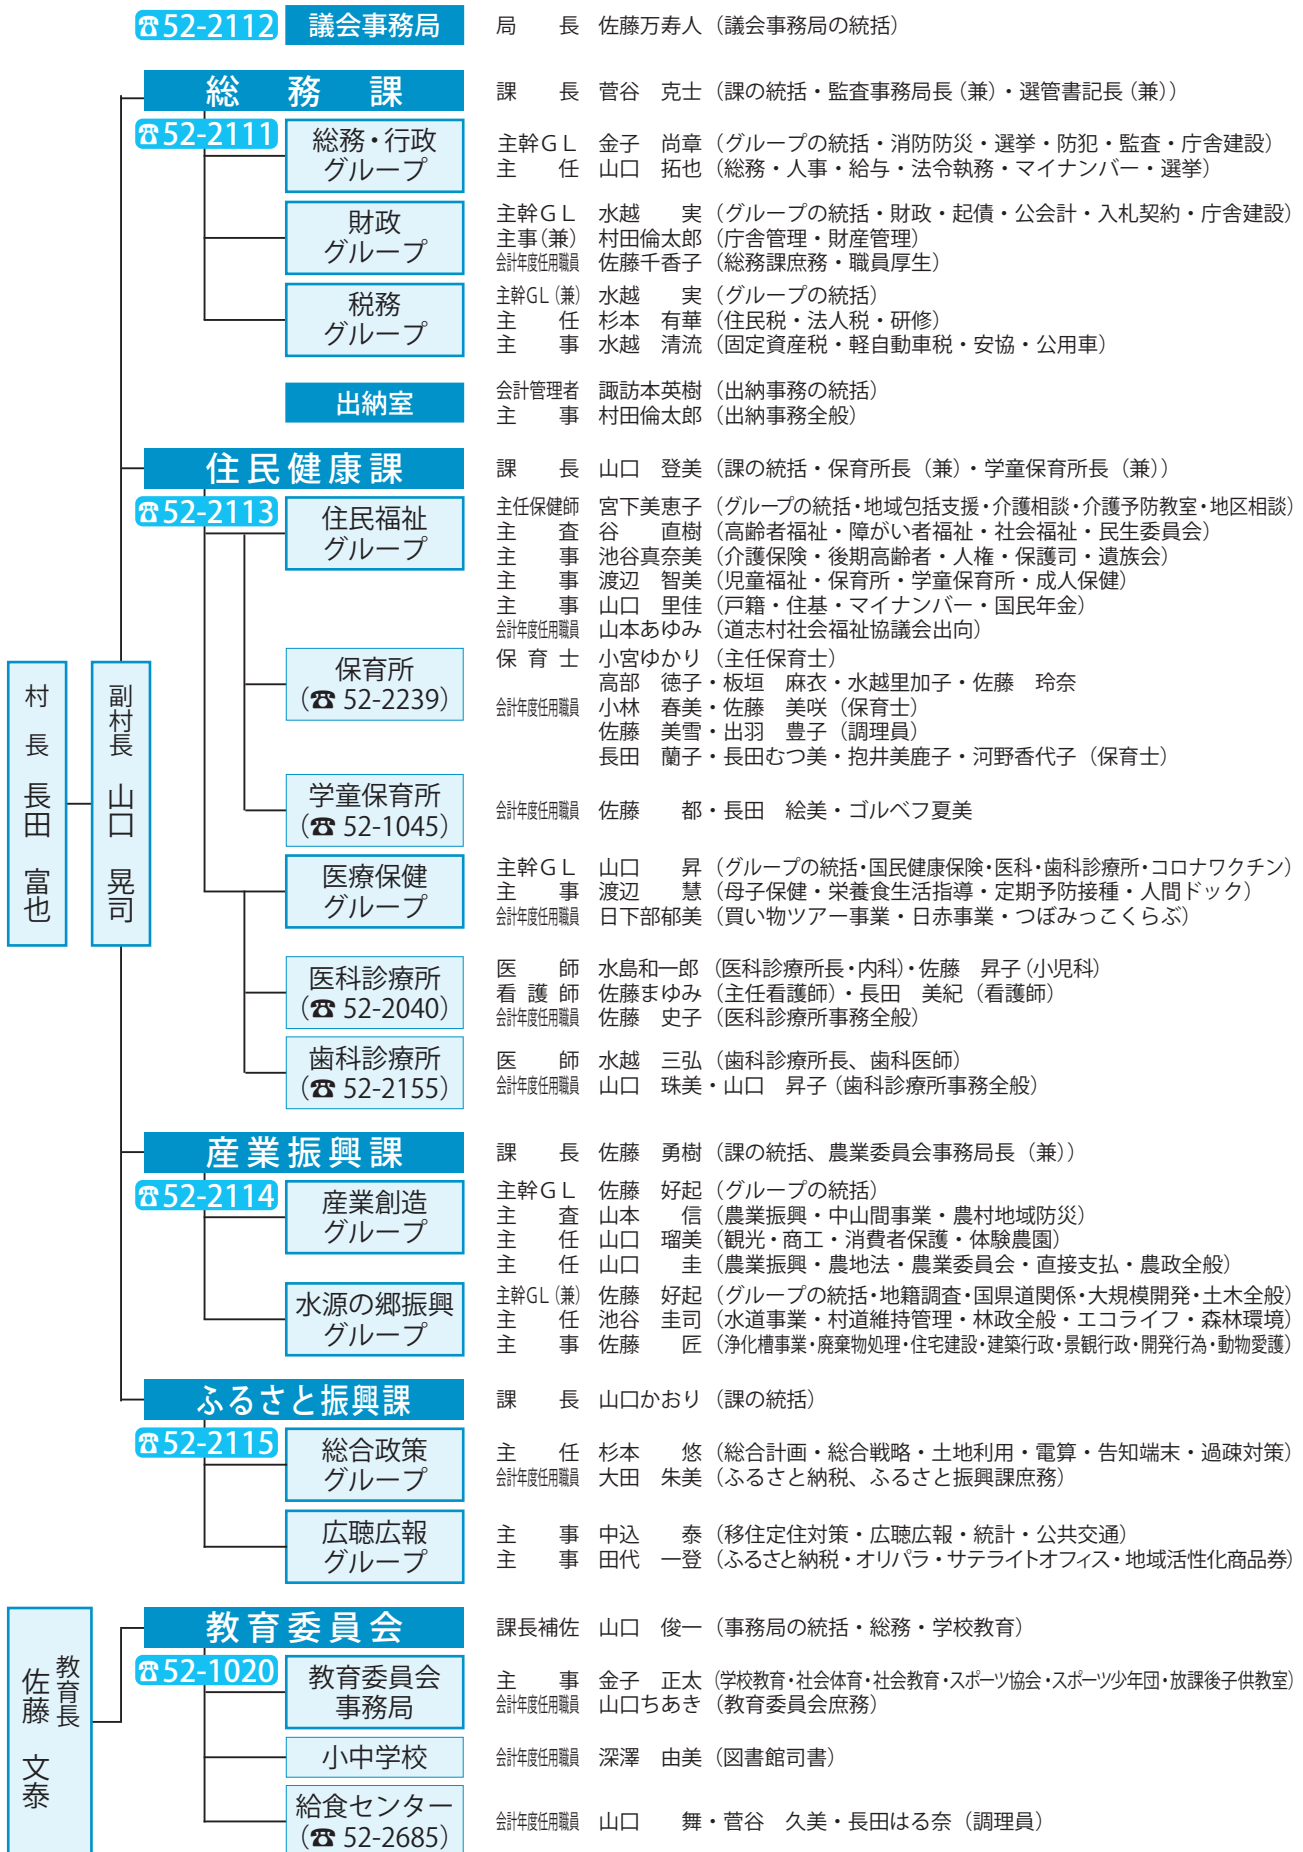 ☎52-2112 議会事務局 局　長 佐藤万寿人（議会事務局の統括）
総務課 課　長 菅谷　克士（課の統括・監査事務局長（兼）・選管書記長（兼））
☎52-2111
総務・行政グループ
主幹ＧＬ 金子　尚章（グループの統括・消防防災・選挙・防犯・監査・庁舎建設）
主　任 山口　拓也（総務・人事・給与・法令執務・マイナンバー・選挙）
財政グループ
主幹ＧＬ 水越　実（グループの統括・財政・起債・公会計・入札契約・庁舎建設）
主事（兼） 村田倫太郎（庁舎管理・財産管理）
会計年度任用職員 佐藤千香子（総務課庶務・職員厚生）
税務グループ
主幹GL（兼） 水越　実（グループの統括）
主　任 杉本　有華（住民税・法人税・研修）
主　事 水越　清流（固定資産税・軽自動車税・安協・公用車）
出納室
会計管理者 諏訪本英樹（出納事務の統括）
主　事 村田倫太郎（出納事務全般）
住民健康課 課　長 山口　登美（課の統括・保育所長（兼）・学童保育所長（兼））
☎52-2113
住民福祉グループ
主任保健師 宮下美恵子（グループの統括・地域包括支援・介護相談・介護予防教室・地区相談）
主　査 谷　直樹（高齢者福祉・障がい者福祉・社会福祉・民生委員会）
主　事 池谷真奈美（介護保険・後期高齢者・人権・保護司・遺族会）
主　事 渡辺　智美（児童福祉・保育所・学童保育所・成人保健）
主　事 山口　里佳（戸籍・住基・マイナンバー・国民年金）
会計年度任用職員 山本あゆみ（道志村社会福祉協議会出向）
保育所
（☎ 52-2239）
保育士 小宮ゆかり（主任保育士）
高部　徳子・板垣　麻衣・水越里加子・佐藤　玲奈
会計年度任用職員 小林　春美・佐藤　美咲（保育士）
佐藤　美雪・出羽　豊子（調理員）
長田　蘭子・長田むつ美・抱井美鹿子・河野香代子（保育士）
学童保育所
（☎ 52-1045）
会計年度任用職員 佐藤　都・長田　絵美・ゴルベフ夏美
医療保健グループ
主幹ＧＬ 山口　昇（グループの統括・国民健康保険・医科・歯科診療所・コロナワクチン）
主　事 渡辺　慧（母子保健・栄養食生活指導・定期予防接種・人間ドック）
会計年度任用職員 日下部郁美（買い物ツアー事業・日赤事業・つぼみっこくらぶ）
医科診療所
（☎ 52-2040）
医　師 水島和一郎（医科診療所長・内科）・佐藤　昇子（小児科）
看護師 佐藤まゆみ（主任看護師）・長田　美紀（看護師）
会計年度任用職員 佐藤　史子（医科診療所事務全般）
歯科診療所
（☎ 52-2155）
医　師 水越　三弘（歯科診療所長、歯科医師）
会計年度任用職員 山口　珠美・山口　昇子（歯科診療所事務全般）
村長　長田　富也
副村長　山口　晃司
産業振興課 課　長 佐藤　勇樹（課の統括、農業委員会事務局長（兼））
☎52-2114
産業創造グループ
主幹ＧＬ 佐藤　好起（グループの統括）
主　査 山本　信（農業振興・中山間事業・農村地域防災）
主　任 山口　瑠美（観光・商工・消費者保護・体験農園）
主　任 山口　圭（農業振興・農地法・農業委員会・直接支払・農政全般）
水源の郷振興グループ
主幹GL（兼） 佐藤　好起（グループの統括・地籍調査・国県道関係・大規模開発・土木全般）
主　任 池谷　圭司（水道事業・村道維持管理・林政全般・エコライフ・森林環境）
主　事 佐藤　匠（浄化槽事業・廃棄物処理・住宅建設・建築行政・景観行政・開発行為・動物愛護）
ふるさと振興課 課　長 山口かおり（課の統括）
☎52-2115
総合政策グループ
主　任 杉本　悠（総合計画・総合戦略・土地利用・電算・告知端末・過疎対策）
会計年度任用職員 大田　朱美（ふるさと納税、ふるさと振興課庶務）
広聴広報グループ
主　事 中込　泰（移住定住対策・広聴広報・統計・公共交通）
主　事 田代　一登（ふるさと納税・オリパラ・サテライトオフィス・地域活性化商品券）
教育長　佐藤　文泰
教育委員会 課長補佐 山口　俊一（事務局の統括・総務・学校教育）
☎52-1020
教育委員会事務局
主　事 金子　正太（学校教育・社会体育・社会教育・スポーツ協会・スポーツ少年団・放課後子供教室）
会計年度任用職員 山口ちあき（教育委員会庶務）
小中学校
会計年度任用職員 深澤　由美（図書館司書）
給食センター
（☎ 52-2685）
会計年度任用職員 山口　舞・菅谷　久美・長田はる奈（調理員）